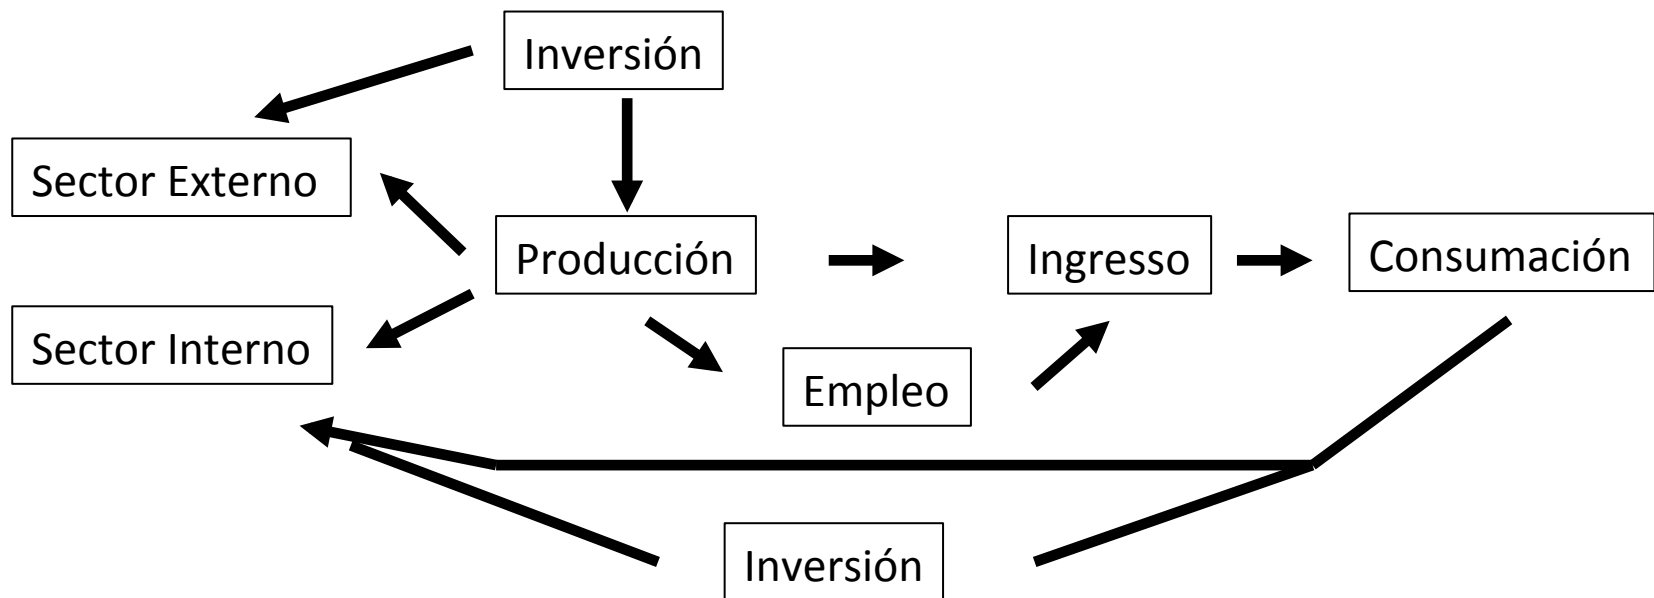 Inversión
Sector Externo
Producción
Ingresso
Consumación
Sector Interno
Empleo
Inversión